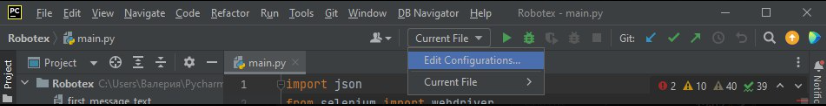 PC File Edit View Navigate Code Refactor Run Tools Git Window DB Navigator Help Robotex - main.py
Robotex main.py Current File Git:
Edit Configurations...
Project main.py
Current File
Project
Robotex C:\Users\Валерия\Pycharm
1 import json 2 10 40 39
first_message_text
from selenium import webdriver
Notifi